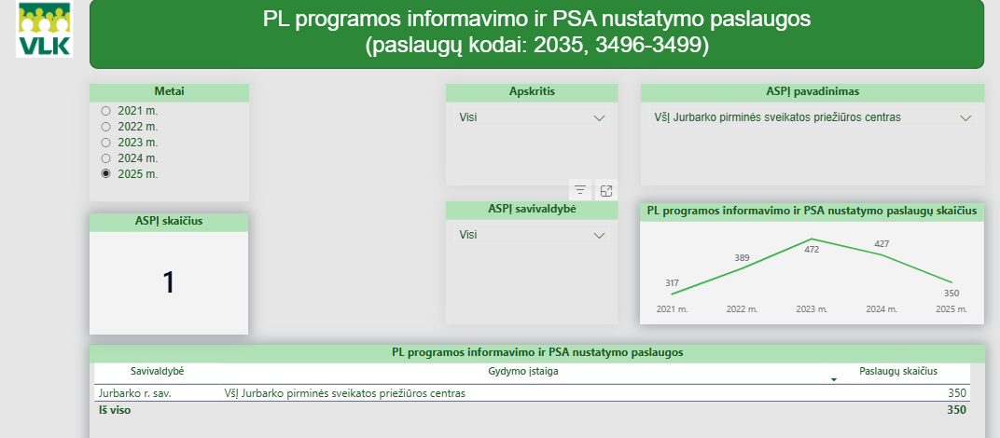 VLK
PL programos informavimo ir PSA nustatymo paslaugos
(paslaugų kodai: 2035, 3496-3499)
Metai
2021 m.
2022 m.
2023 m.
2024 m.
2025 m.
Apskritis
Visi
ASPĮ pavadinimas
VšĮ Jurbarko pirminės sveikatos priežiūros centras
ASPĮ skaičius
1
ASPĮ savivaldybė
Visi
PL programos informavimo ir PSA nustatymo paslaugų skaičius
317
389
472
427
350
2021 m.
2022 m.
2023 m.
2024 m.
2025 m.
PL programos informavimo ir PSA nustatymo paslaugos
Savivaldybė Gydymo įstaiga Paslaugų skaičius
Jurbarko r. sav. VšĮ Jurbarko pirminės sveikatos priežiūros centras 350
Iš viso 350